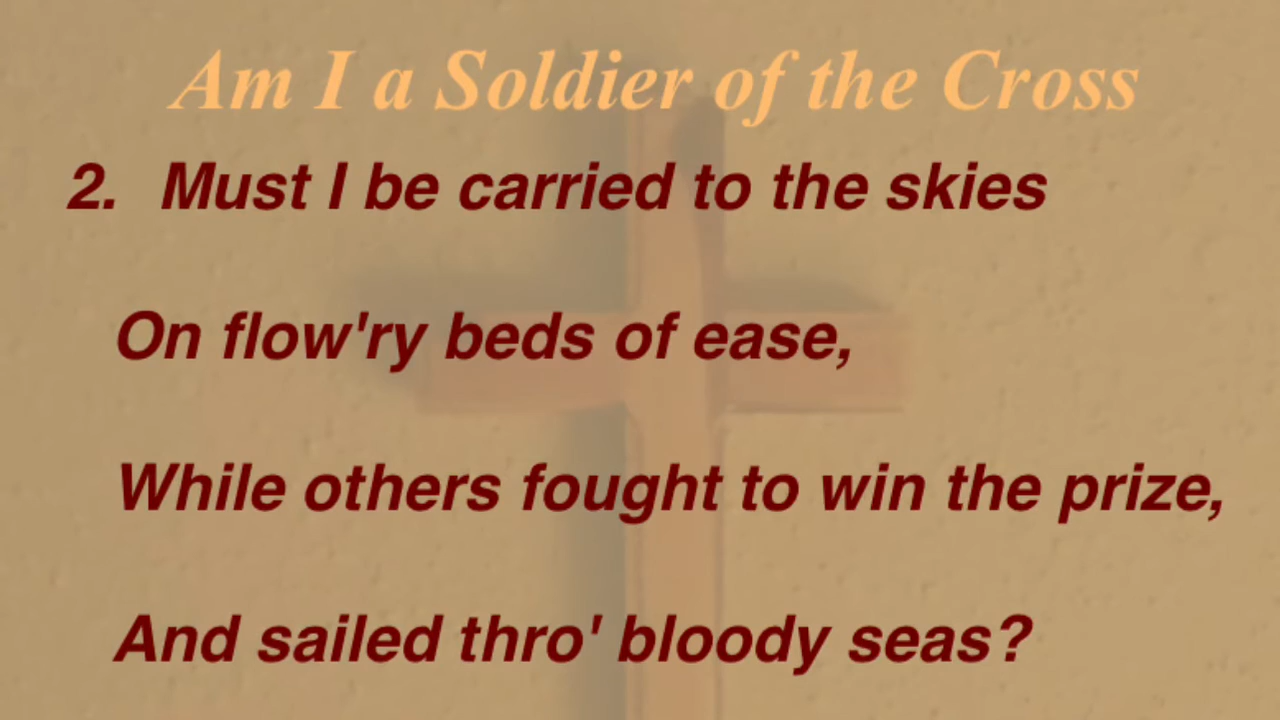 Am I a Soldier of the Cross
2. Must I be carried to the skies
On flow'ry beds of ease,
While others fought to win the prize,
And sailed thro' bloody seas?